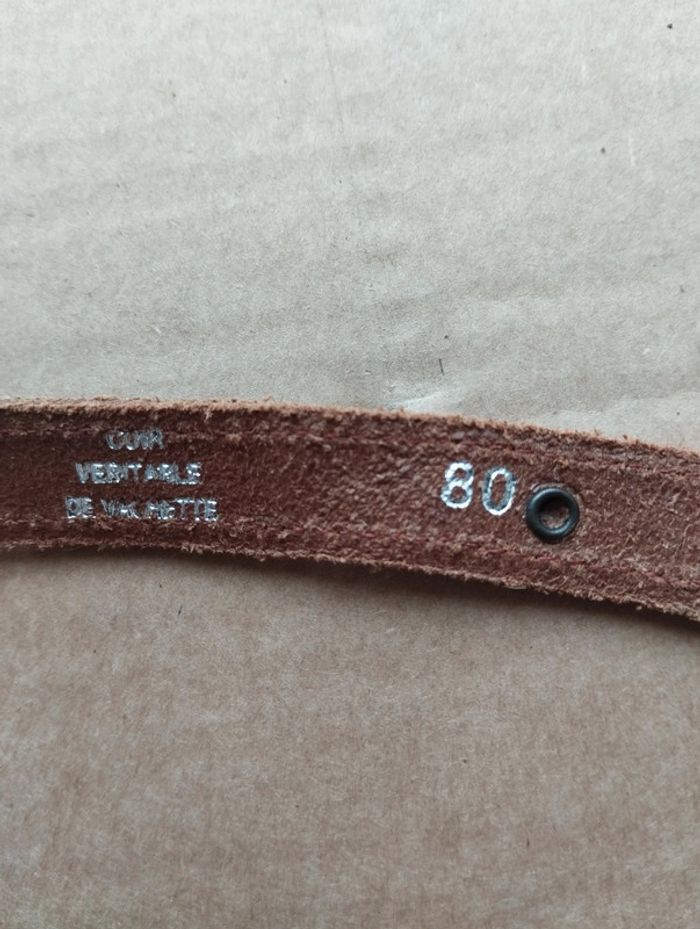 CUIR
VERITABLE
DE VACHETTE
80